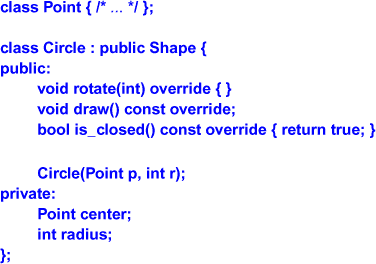 class Point { /* ... */ };
class Circle : public Shape {
public:
void rotate(int) override { }
void draw() const override;
bool is_closed() const override { return true; }
Circle(Point p, int r);
private:
Point center;
int radius;
};